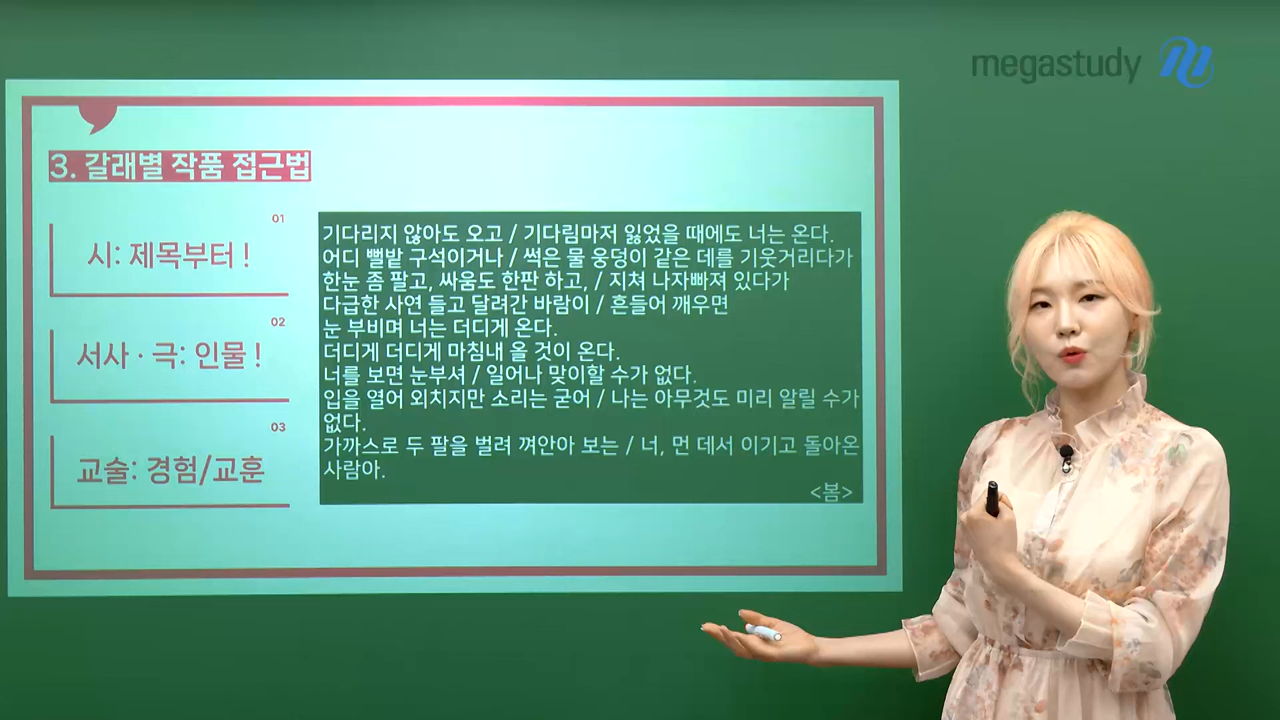 megastudy
3. 갈래별 작품 접근법
01
시: 제목부터 !
02
서사 · 극: 인물 !
03
교술: 경험/교훈
기다리지 않아도 오고 / 기다림마저 잃었을 때에도 너는 온다.
어디 뻘밭 구석이거나 / 썩은 물 웅덩이 같은 데를 기웃거리다가
한눈 좀 팔고, 싸움도 한판 하고, / 지쳐 나자빠져 있다가
다급한 사연 들고 달려간 바람이 / 흔들어 깨우면
눈 부비며 너는 더디게 온다.
더디게 더디게 마침내 올 것이 온다.
너를 보면 눈부셔 / 일어나 맞이할 수가 없다.
입을 열어 외치지만 소리는 굳어 / 나는 아무것도 미리 알릴 수가
없다.
가까스로 두 팔을 벌려 껴안아 보는 / 너, 먼 데서 이기고 돌아온
사람아.
<봄>